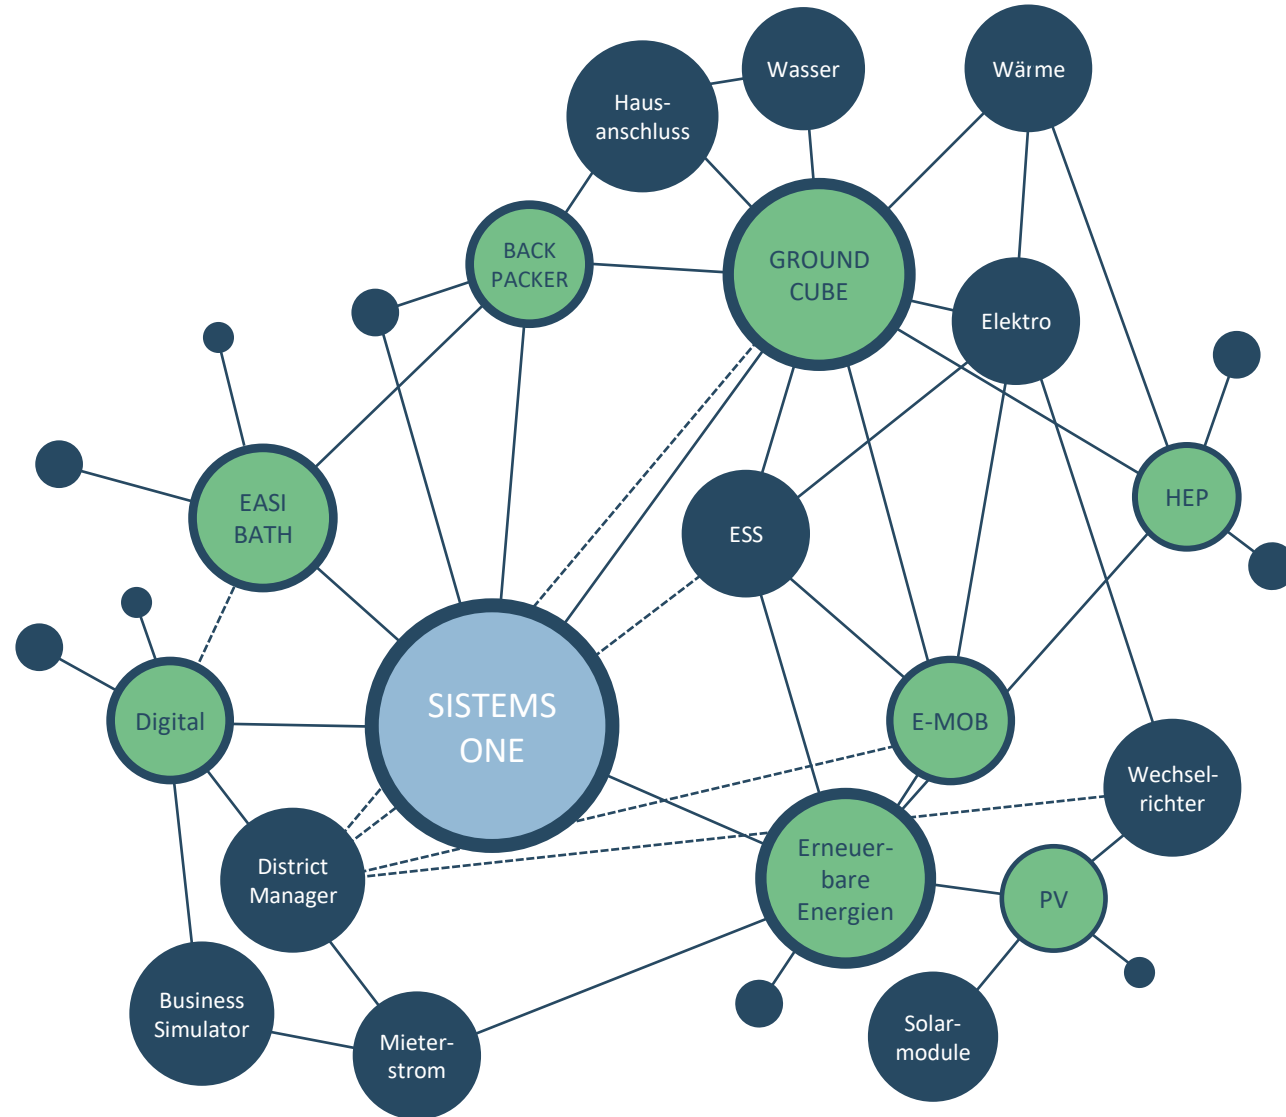 Wasser
Wärme
Haus-
anschluss
BACK
PACKER
GROUND
CUBE
Elektro
EASI
BATH
HEP
ESS
SISTEMS
ONE
Digital
E-MOB
Wechsel-
richter
District
Manager
Erneuer-
bare
Energien
PV
Business
Simulator
Mieter-
strom
Solar-
module